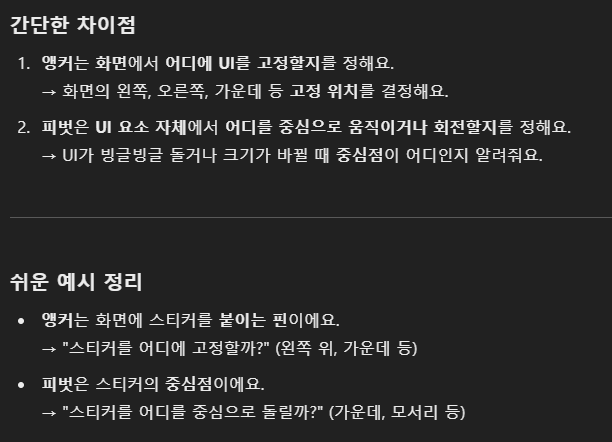 간단한 차이점
1. 앵커는 화면에서 어디에 UI를 고정할지를 정해요.
→ 화면의 왼쪽, 오른쪽, 가운데 등 고정 위치를 결정해요.
2. 피벗은 UI 요소 자체에서 어디를 중심으로 움직이거나 회전할지를 정해요.
→ UI가 빙글빙글 돌거나 크기가 바뀔 때 중심점이 어디인지 알려줘요.
쉬운 예시 정리
• 앵커는 화면에 스티커를 붙이는 핀이에요.
→ "스티커를 어디에 고정할까?" (왼쪽 위, 가운데 등)
• 피벗은 스티커의 중심점이에요.
→ "스티커를 어디를 중심으로 돌릴까?" (가운데, 모서리 등)